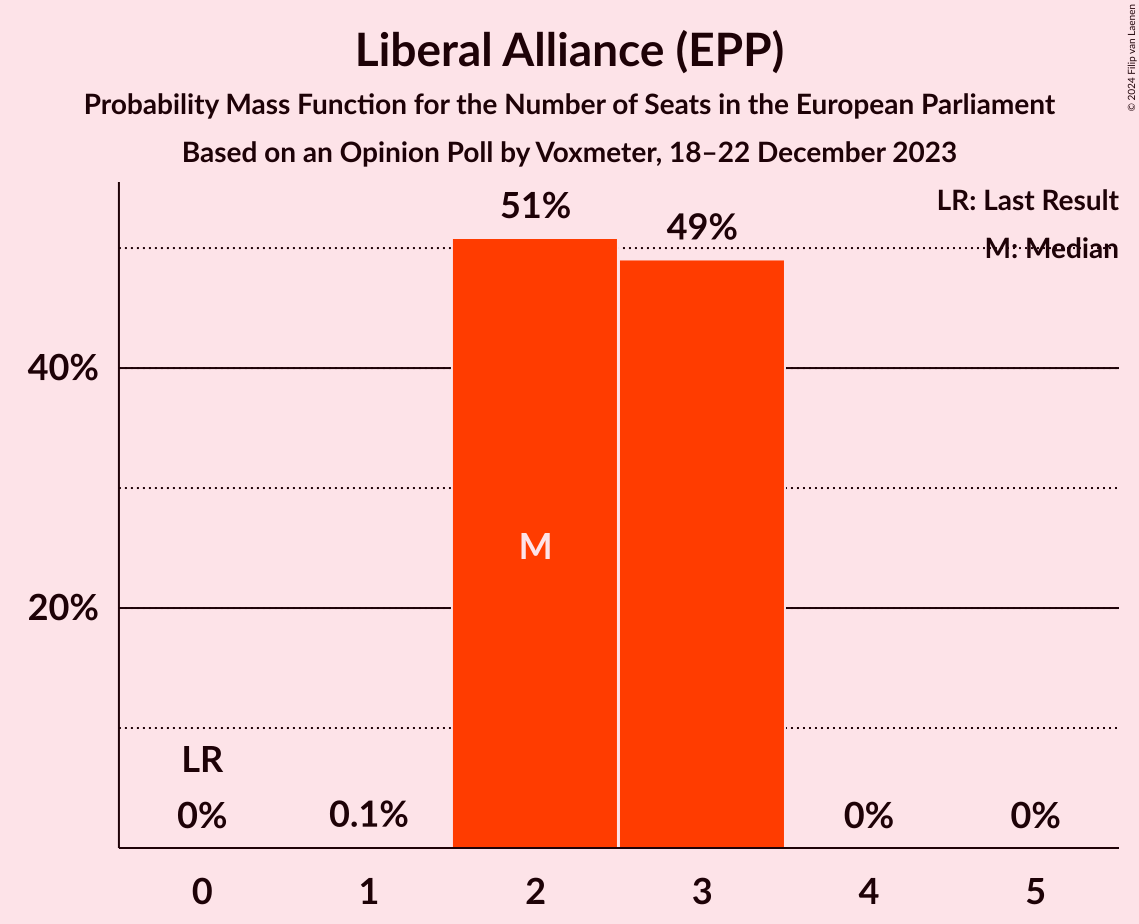 Liberal Alliance (EPP)
Probability Mass Function for the Number of Seats in the European Parliament
Based on an Opinion Poll by Voxmeter, 18–22 December 2023
© 2024 Filip van Laenen
LR: Last Result
M: Median
51%
49%
40%
20%
M
LR
0%
0.1%
0%
0%
0 1 2 3 4 5